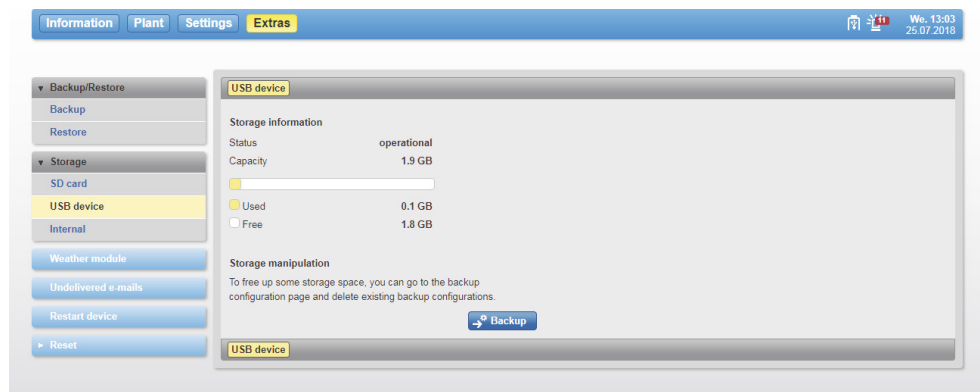 Information Plant Settings Extras
11
We. 13:03
25.07.2018
Backup/Restore
Backup
Restore
Storage
SD card
USB device
Internal
Weather module
Undelivered e-mails
Restart device
Reset
USB device
Storage information
Status operational
Capacity 1.9 GB
Used 0.1 GB
Free 1.8 GB
Storage manipulation
To free up some storage space, you can go to the backup
configuration page and delete existing backup configurations.
Backup
USB device